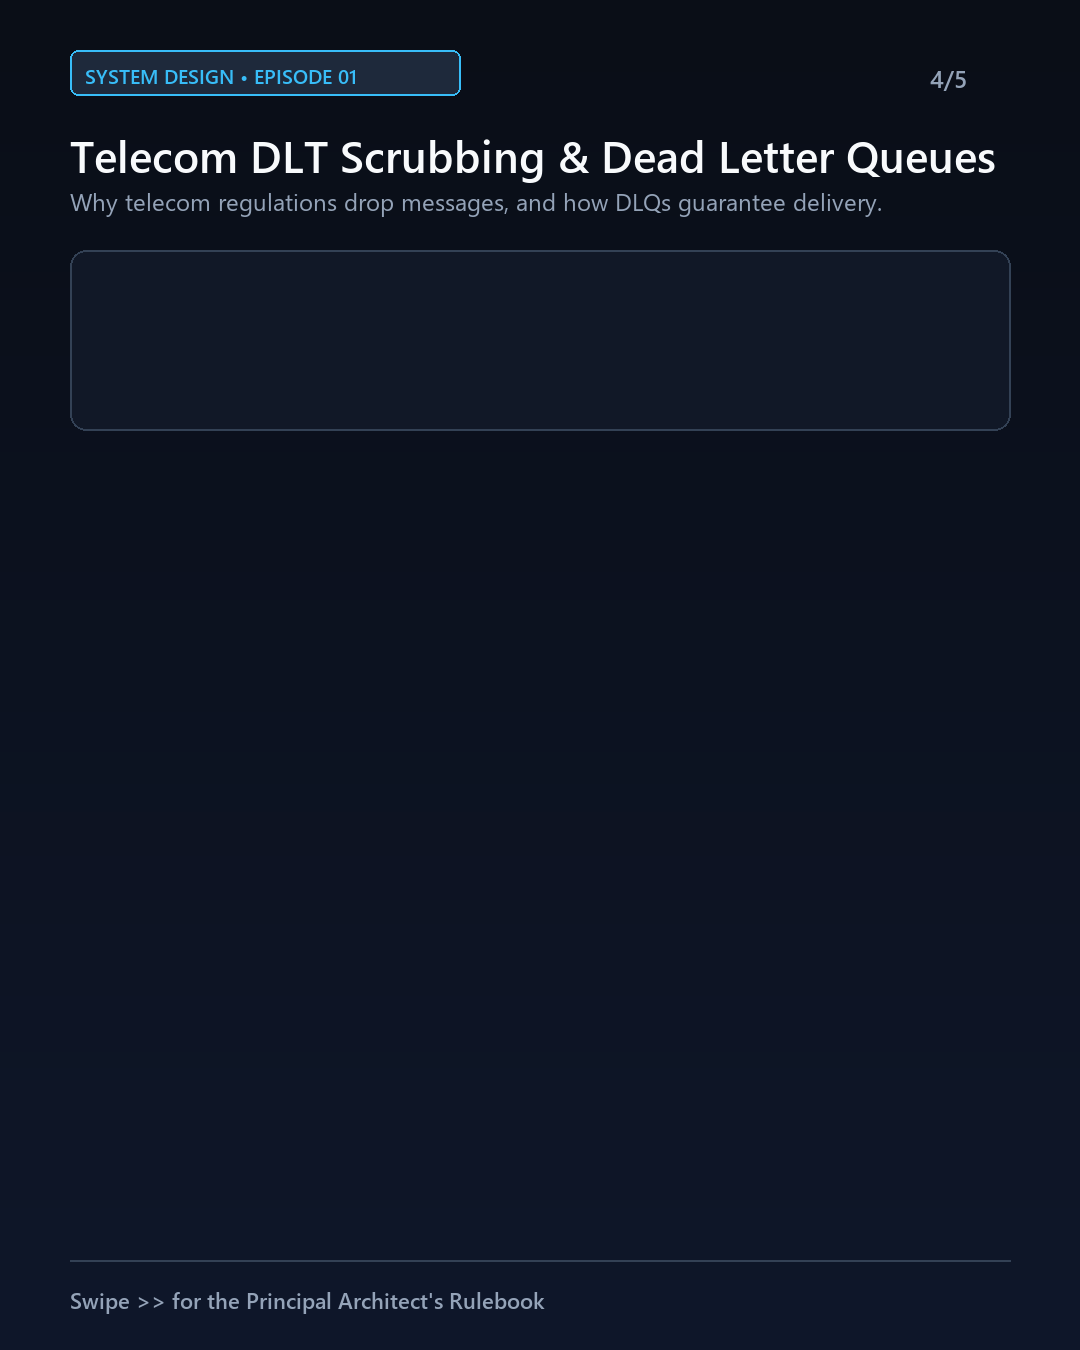 SYSTEM DESIGN • EPISODE 01
4/5
Telecom DLT Scrubbing & Dead Letter Queues
Why telecom regulations drop messages, and how DLQs guarantee delivery.
Swipe >> for the Principal Architect's Rulebook